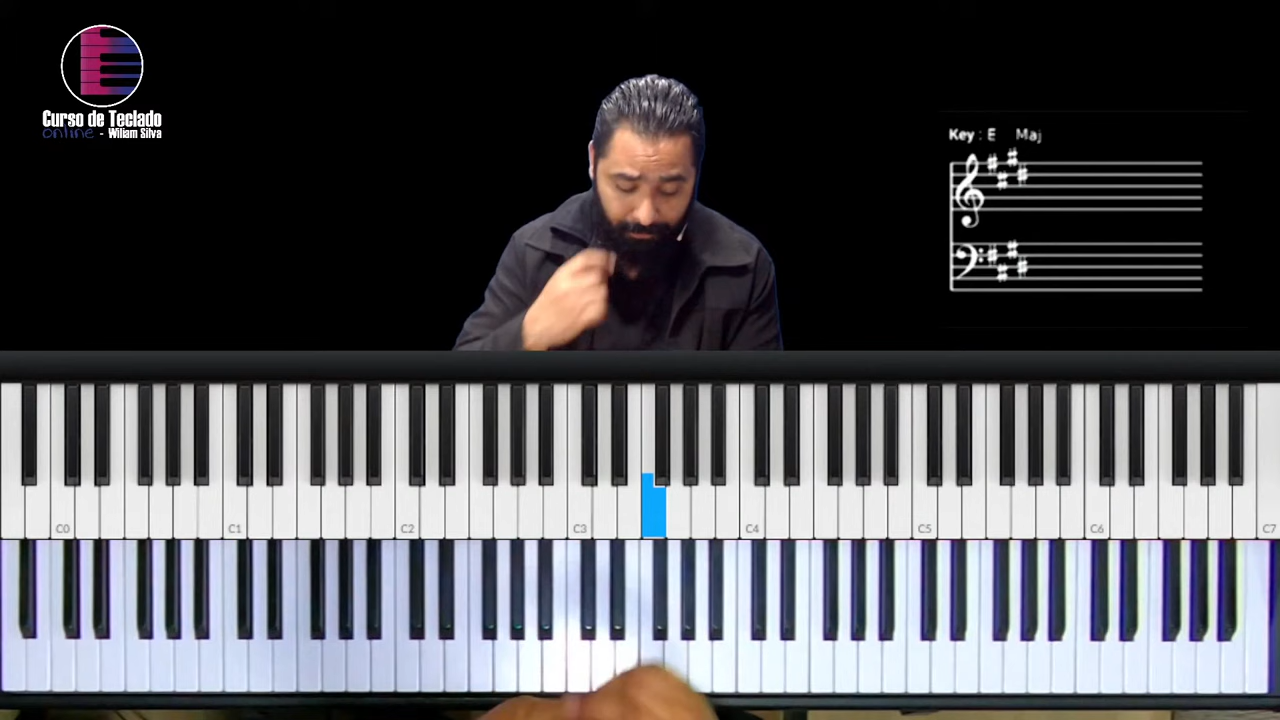 Curso de Teclado
online - Wiliam Silva
Key : E Maj
C0 C1 C2 C3 C4 C5 C6 C7